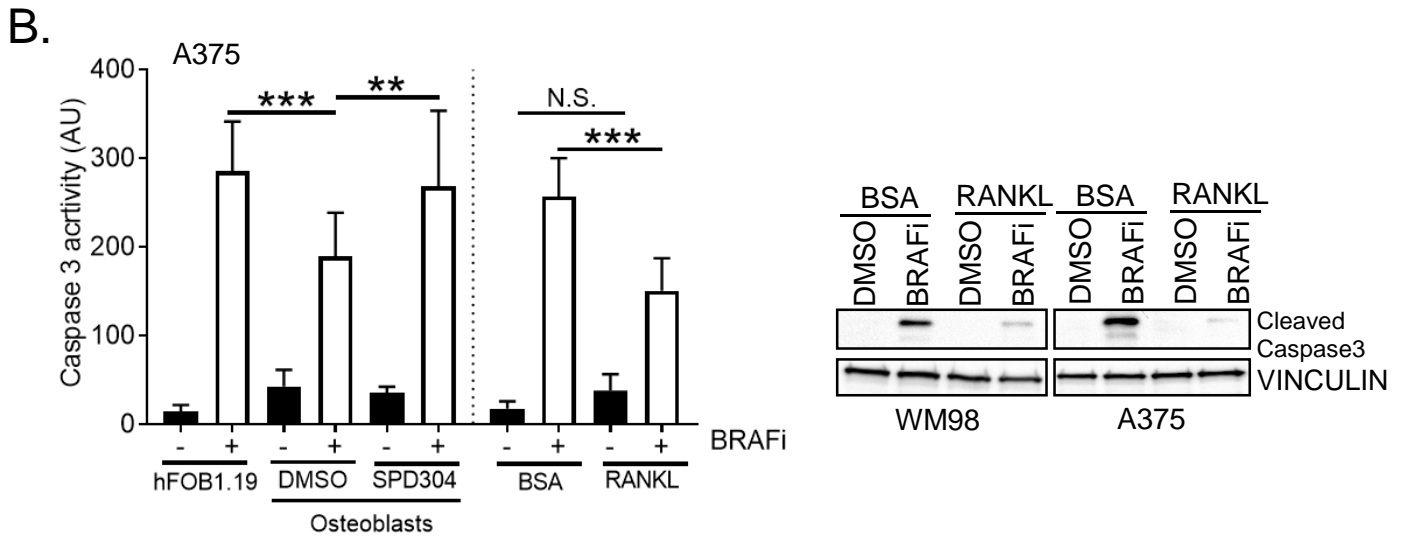 B.
A375
400
300
200
100
0
Caspase 3 acrtivity (AU)
***
**
N.S.
***
- + - + - + - + - + BRAFi
hFOB1.19 DMSO SPD304 BSA RANKL
Osteoblasts
BSA RANKL BSA RANKL
DMSO BRAFi DMSO BRAFi DMSO BRAFi DMSO BRAFi
Cleaved
Caspase3
VINCULIN
WM98 A375